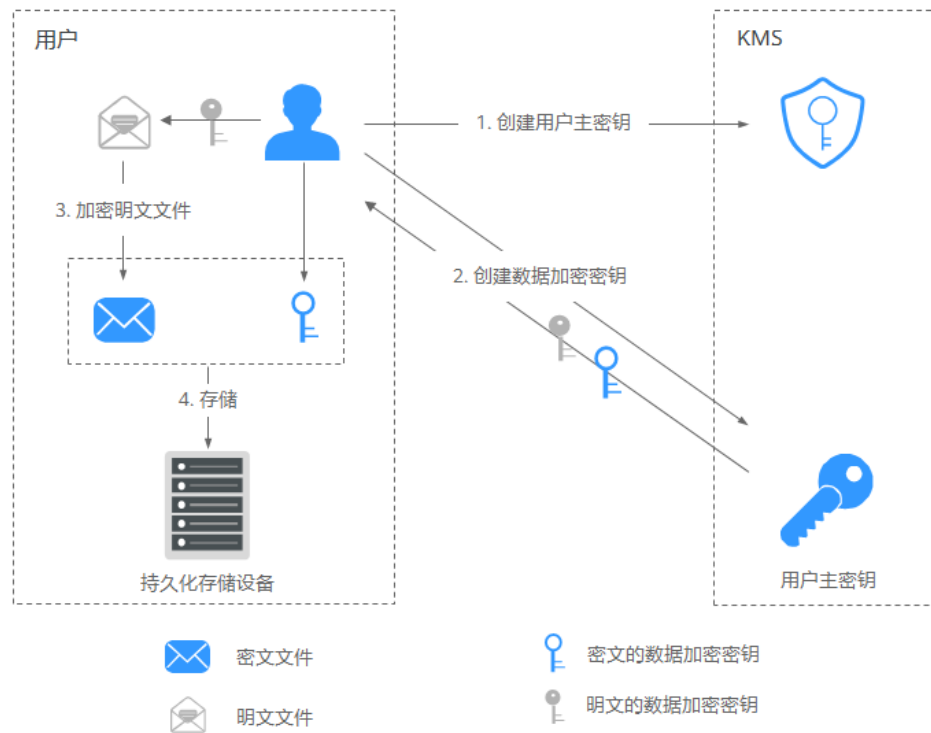 用户
KMS
1. 创建用户主密钥
3. 加密明文文件
2. 创建数据加密密钥
4. 存储
持久化存储设备
用户主密钥
密文文件
密文的数据加密密钥
明文文件
明文的数据加密密钥